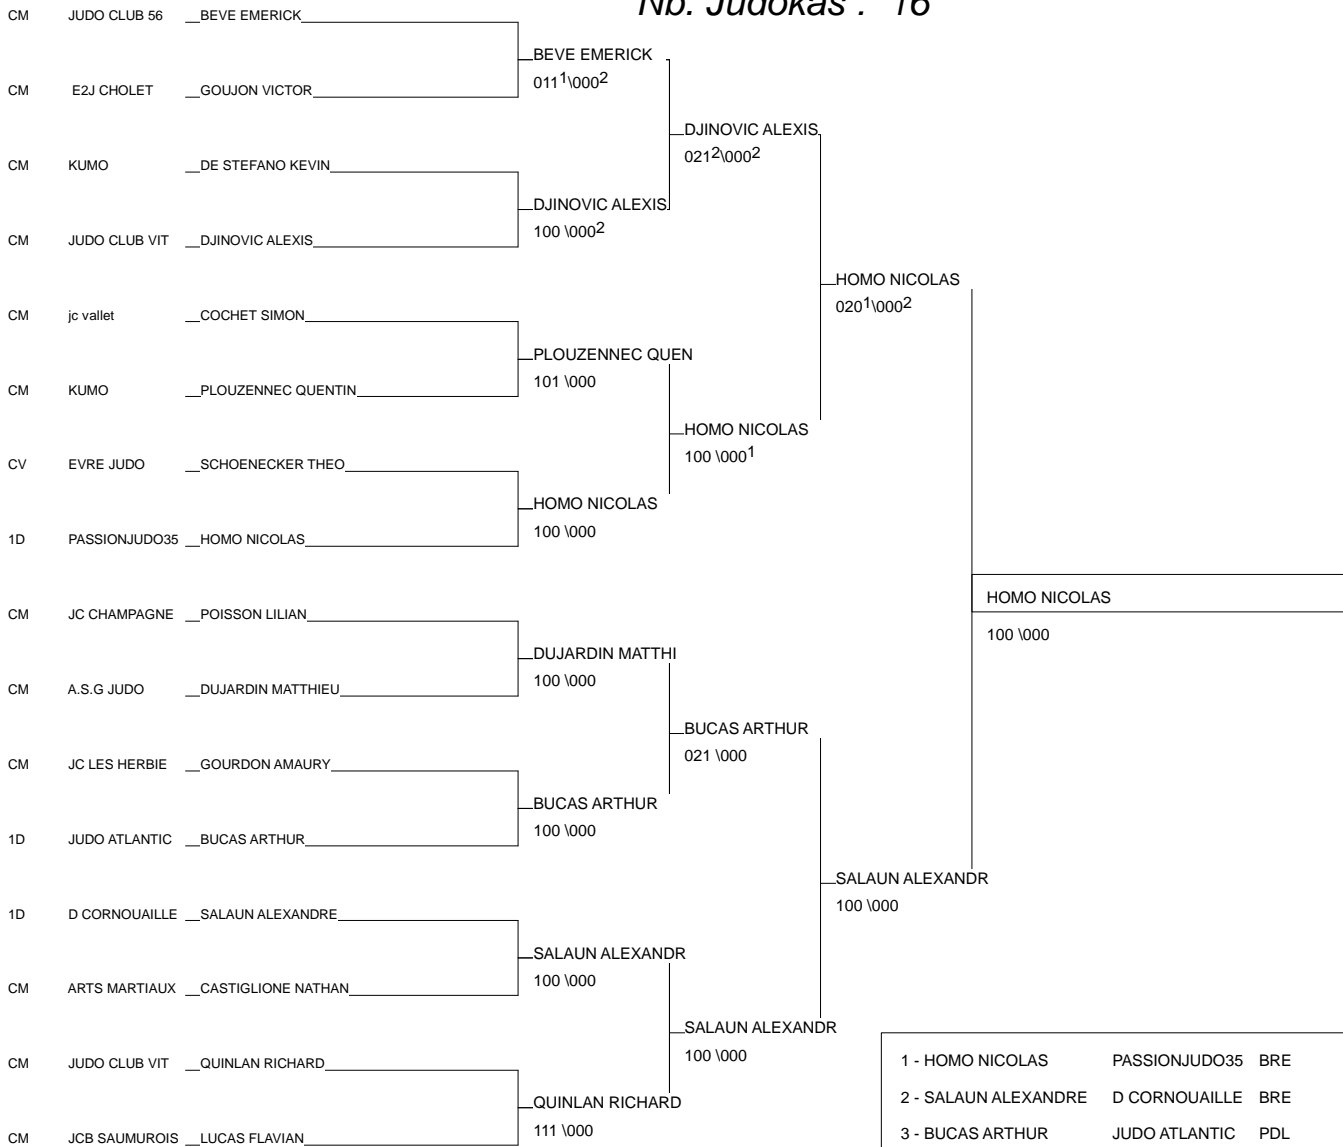 Nb. Judokas : 16
CM JUDO CLUB 56 __BEVE EMERICK
BEVE EMERICK
011¹\000²
CM E2J CHOLET __GOUJON VICTOR
DJINOVIC ALEXIS
021²\000²
CM KUMO __DE STEFANO KEVIN
DJINOVIC ALEXIS
100 \000²
CM JUDO CLUB VIT __DJINOVIC ALEXIS
HOMO NICOLAS
020¹\000²
CM jc vallet __COCHET SIMON
PLOUZENNEC QUEN
101 \000
CM KUMO __PLOUZENNEC QUENTIN
HOMO NICOLAS
100 \000¹
CV EVRE JUDO __SCHOENECKER THEO
HOMO NICOLAS
100 \000
1D PASSIONJUDO35 __HOMO NICOLAS
HOMO NICOLAS
100 \000
CM JC CHAMPAGNE __POISSON LILIAN
DUJARDIN MATTHI
100 \000
CM A.S.G JUDO __DUJARDIN MATTHIEU
BUCAS ARTHUR
021 \000
CM JC LES HERBIE __GOURDON AMAURY
BUCAS ARTHUR
100 \000
1D JUDO ATLANTIC __BUCAS ARTHUR
SALAUN ALEXANDR
100 \000
1D D CORNOUAILLE __SALAUN ALEXANDRE
SALAUN ALEXANDR
100 \000
CM ARTS MARTIAUX __CASTIGLIONE NATHAN
SALAUN ALEXANDR
100 \000
CM JUDO CLUB VIT __QUINLAN RICHARD
QUINLAN RICHARD
111 \000
CM JCB SAUMUROIS __LUCAS FLAVIAN
1 - HOMO NICOLAS PASSIONJUDO35 BRE
2 - SALAUN ALEXANDRE D CORNOUAILLE BRE
3 - BUCAS ARTHUR JUDO ATLANTIC PDL